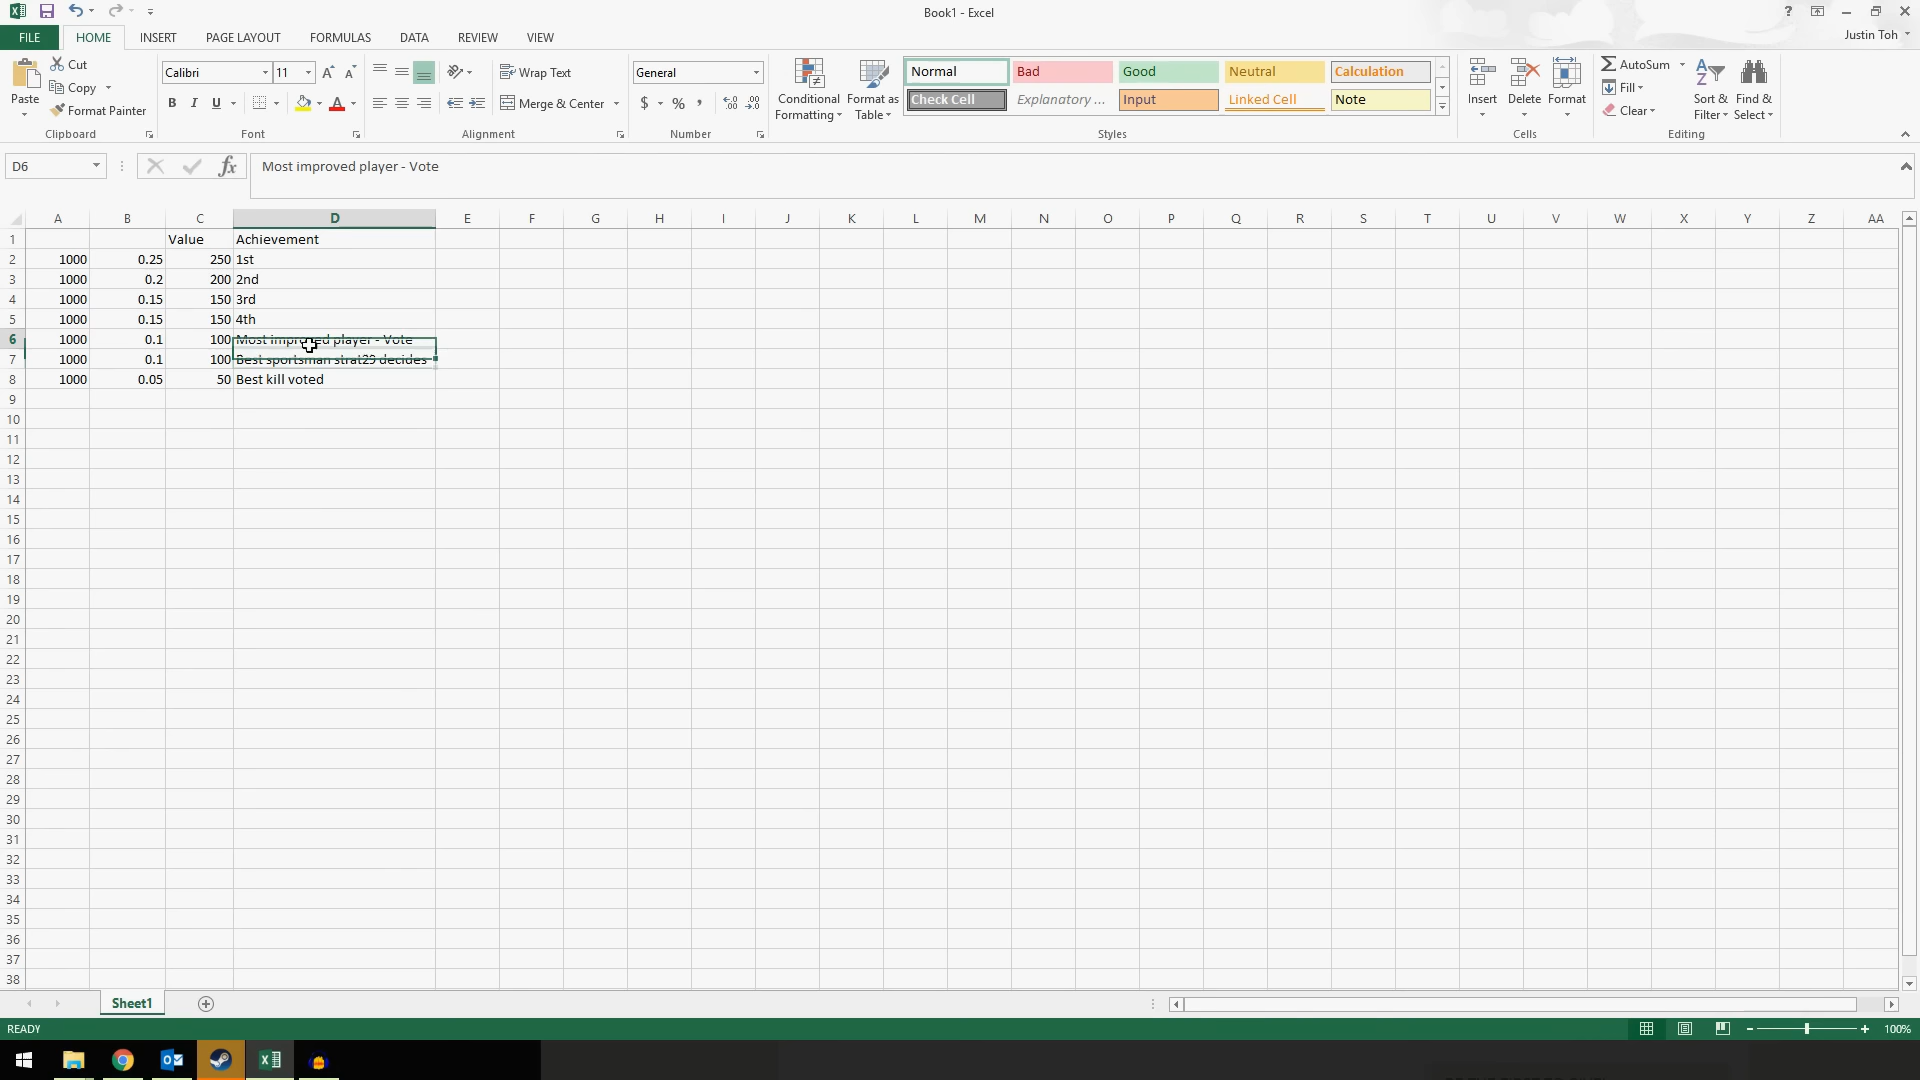 Book1 - Excel
?
FILE HOME INSERT PAGE LAYOUT FORMULAS DATA REVIEW VIEW
Justin Toh
Paste
Cut
Copy
Format Painter
Clipboard
Calibri 11
B I U
Font
Wrap Text
Merge & Center
Alignment
General
$ % ,
Number
Conditional Formatting
Format as Table
Normal Bad Good Neutral Calculation
Check Cell Explanatory ... Input Linked Cell Note
Styles
Insert Delete Format
Cells
AutoSum
Fill
Clear
Sort & Filter
Find & Select
Editing
D6 fx Most improved player - Vote
A B C D E F G H I J K L M N O P Q R S T U V W X Y Z AA
1 Value Achievement
2 1000 0.25 250 1st
3 1000 0.2 200 2nd
4 1000 0.15 150 3rd
5 1000 0.15 150 4th
6 1000 0.1 100 Most improved player - Vote
7 1000 0.1 100 Best sportsman strat29 decides
8 1000 0.05 50 Best kill voted
9
10
11
12
13
14
15
16
17
18
19
20
21
22
23
24
25
26
27
28
29
30
31
32
33
34
35
36
37
38
Sheet1
READY
100%